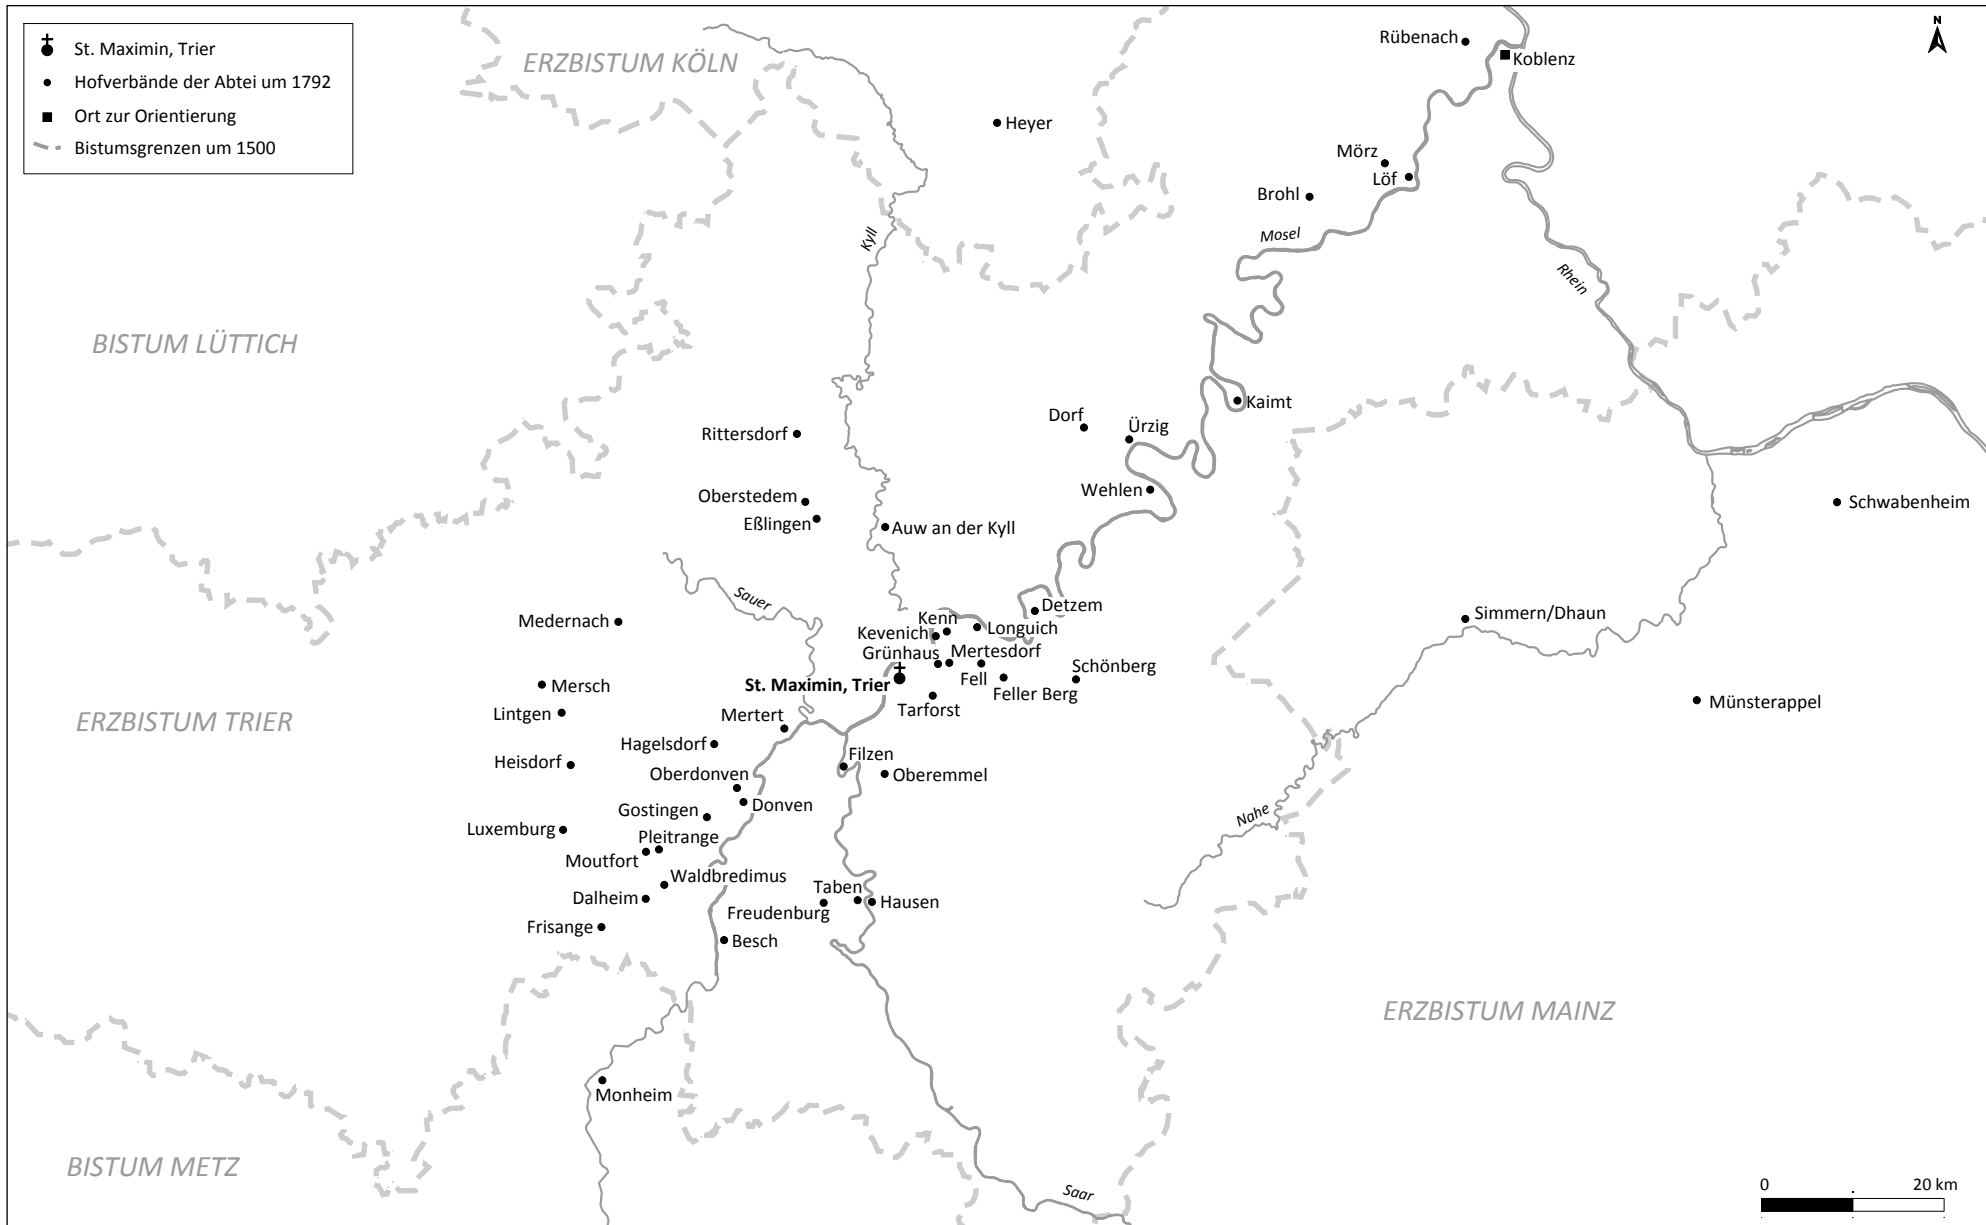 St. Maximin, Trier
Hofverbände der Abtei um 1792
Ort zur Orientierung
Bistumsgrenzen um 1500
ERZBISTUM KÖLN
Rübenach
Koblenz
N
Heyer
Mörz
Löf
Brohl
Mosel
Kyll
Rhein
BISTUM LÜTTICH
Kaimt
Dorf
Ürzig
Rittersdorf
Wehlen
Oberstedem
Eßlingen
Auw an der Kyll
Schwabenheim
Sauer
Medernach
Detzem
Kenn
Longuich
Kevenich
Simmern/Dhaun
Grünhaus
Mertesdorf
Schönberg
Fell
Feller Berg
St. Maximin, Trier
Mersch
Lintgen
Tarforst
Münsterappel
ERZBISTUM TRIER
Mertert
Hagelsdorf
Filzen
Heisdorf
Oberdonven
Oberemmel
Donven
Gostingen
Nahe
Luxemburg
Pleitrange
Moutfort
Waldbredimus
Taben
Dalheim
Hausen
Freudenburg
Frisange
Besch
ERZBISTUM MAINZ
Monheim
BISTUM METZ
Saar
0 20 km